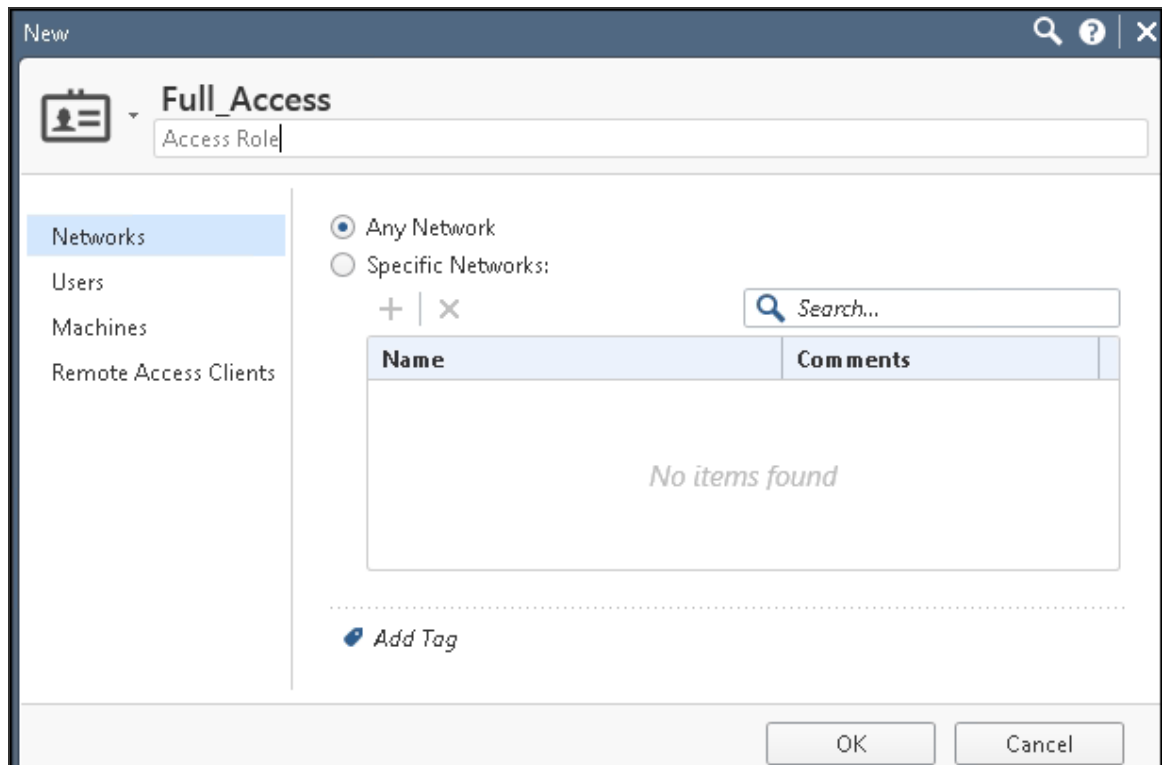 New
Full_Access
Access Role
Networks
Users
Machines
Remote Access Clients
Any Network
Specific Networks:
Search...
Name Comments
No items found
Add Tag
OK Cancel